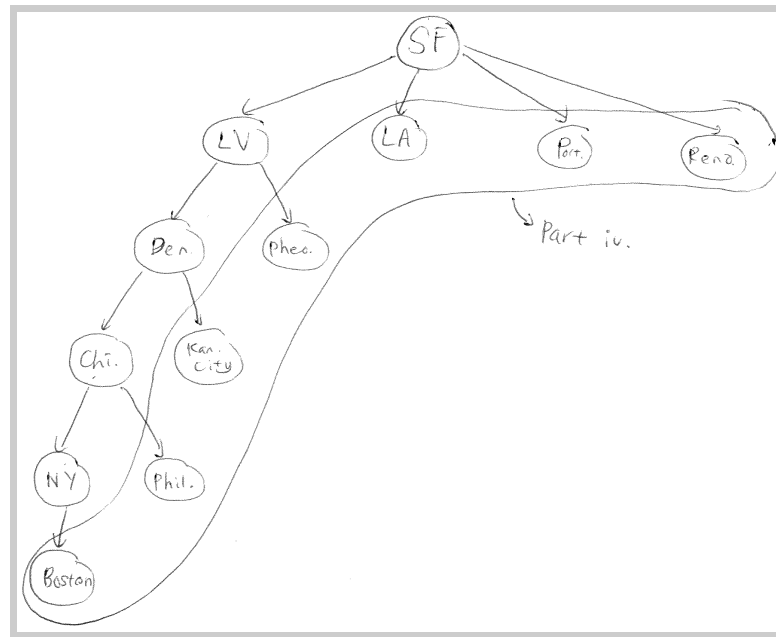 SF
LV
LA
Port.
Reno.
Den.
Pheo.
Part iv.
Chi.
Kan.
City
NY
Phil.
Boston